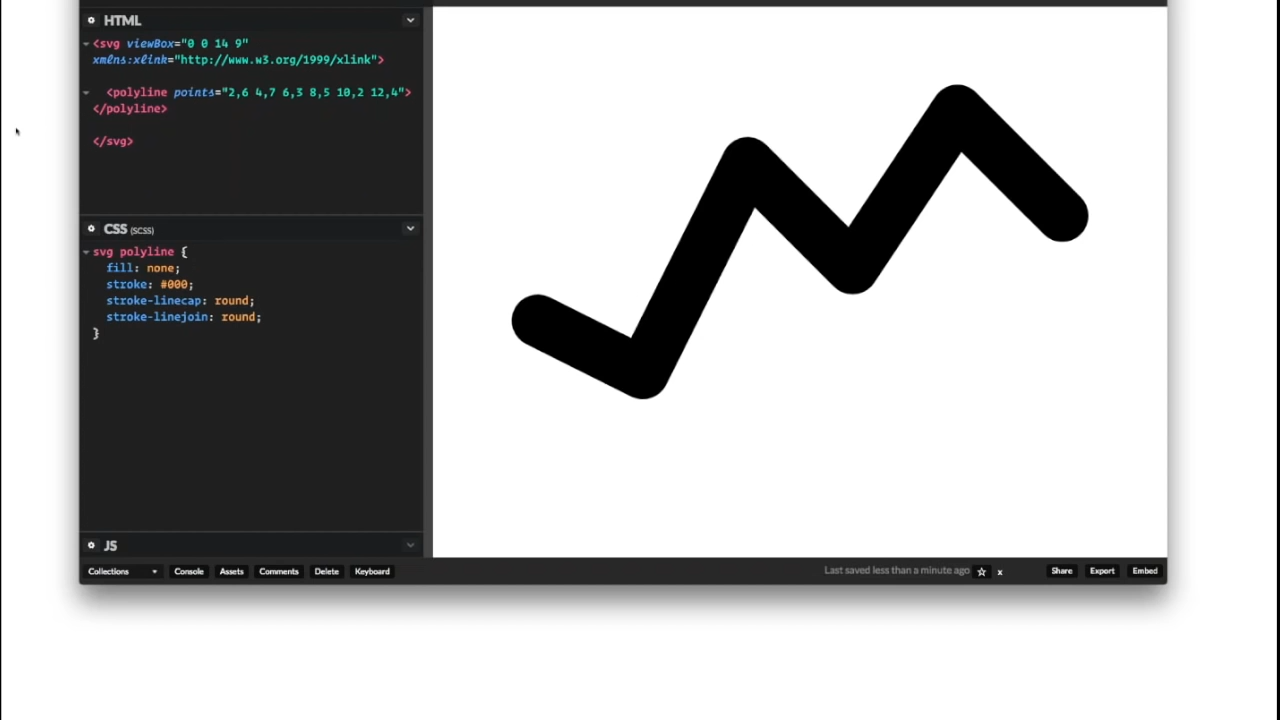 HTML
<svg viewBox="0 0 14 9"
xmlns:xlink="http://www.w3.org/1999/xlink">
<polyline points="2,6 4,7 6,3 8,5 10,2 12,4">
</polyline>
</svg>
CSS (SCSS)
svg polyline {
fill: none;
stroke: #000;
stroke-linecap: round;
stroke-linejoin: round;
}
JS
Collections Console Assets Comments Delete Keyboard Last saved less than a minute ago x Share Export Embed